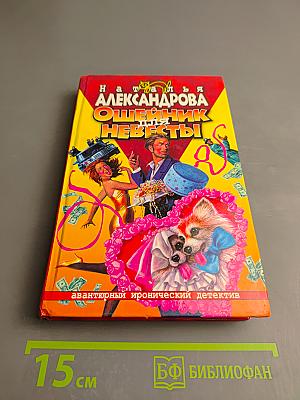 Наталья
АЛЕКСАНДРОВА
ОШЕЙНИК
ДЛЯ
НЕВЕСТЫ
авантюрный иронический детектив
15 см
БФ БИБЛИОФАН